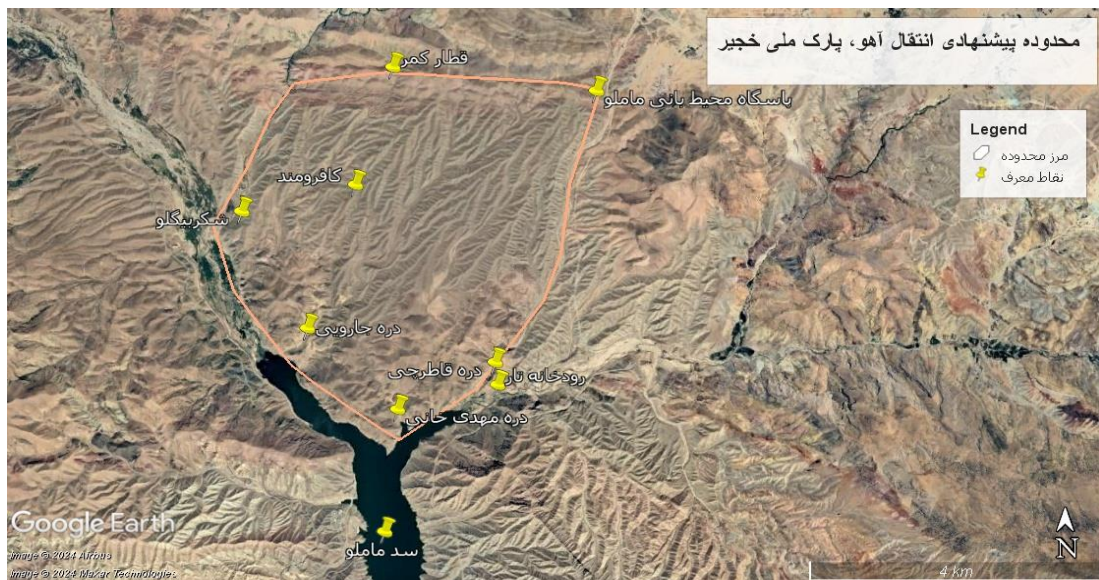 محدوده پیشنهادی انتقال آهو، پارک ملی خجیر
قطار کمر
پاسگاه محیط بانی ماملو
Legend
مرز محدوده
نقاط معرف
کافرومند
شکربیگلو
دره جارویی
دره قاطرچی
رودخانه تار
دره مهدی خانی
سد ماملو
Google Earth
Image © 2024 Airbus
Image © 2024 Maxar Technologies
N
4 km